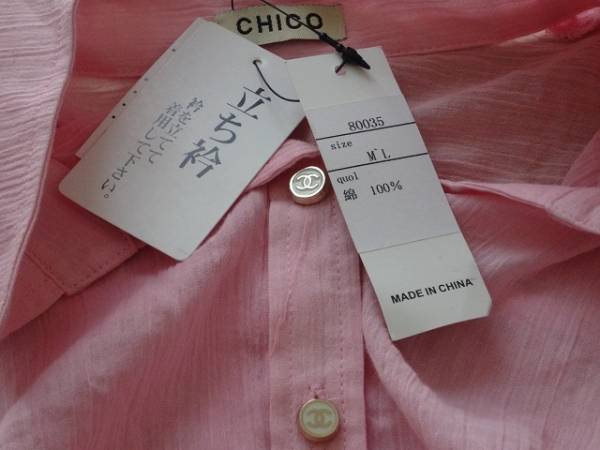 CHICO
立ち衿
衿を立てて
着用して下さい。
80035
size
M~L
quol
綿 100%
MADE IN CHINA